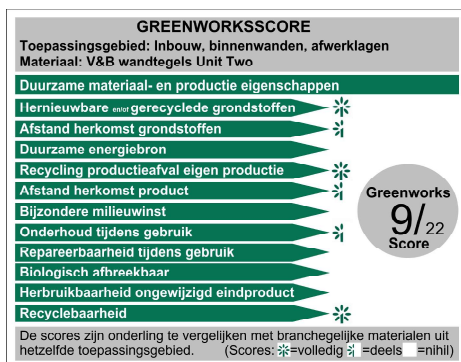 GREENWORKSSCORE
Toepassingsgebied: Inbouw, binnenwanden, afwerklagen
Materiaal: V&B wandtegels Unit Two
Duurzame materiaal- en productie eigenschappen
Hernieuwbare en/of gerecyclede grondstoffen
Afstand herkomst grondstoffen
Duurzame energiebron
Recycling productieafval eigen productie
Afstand herkomst product
Bijzondere milieuwinst
Onderhoud tijdens gebruik
Repareerbaarheid tijdens gebruik
Biologisch afbreekbaar
Herbruikbaarheid ongewijzigd eindproduct
Recyclebaarheid
Greenworks
9/22
Score
De scores zijn onderling te vergelijken met branchegelijke materialen uit
hetzelfde toepassingsgebied. (Scores: =volledig =deels =nihil)